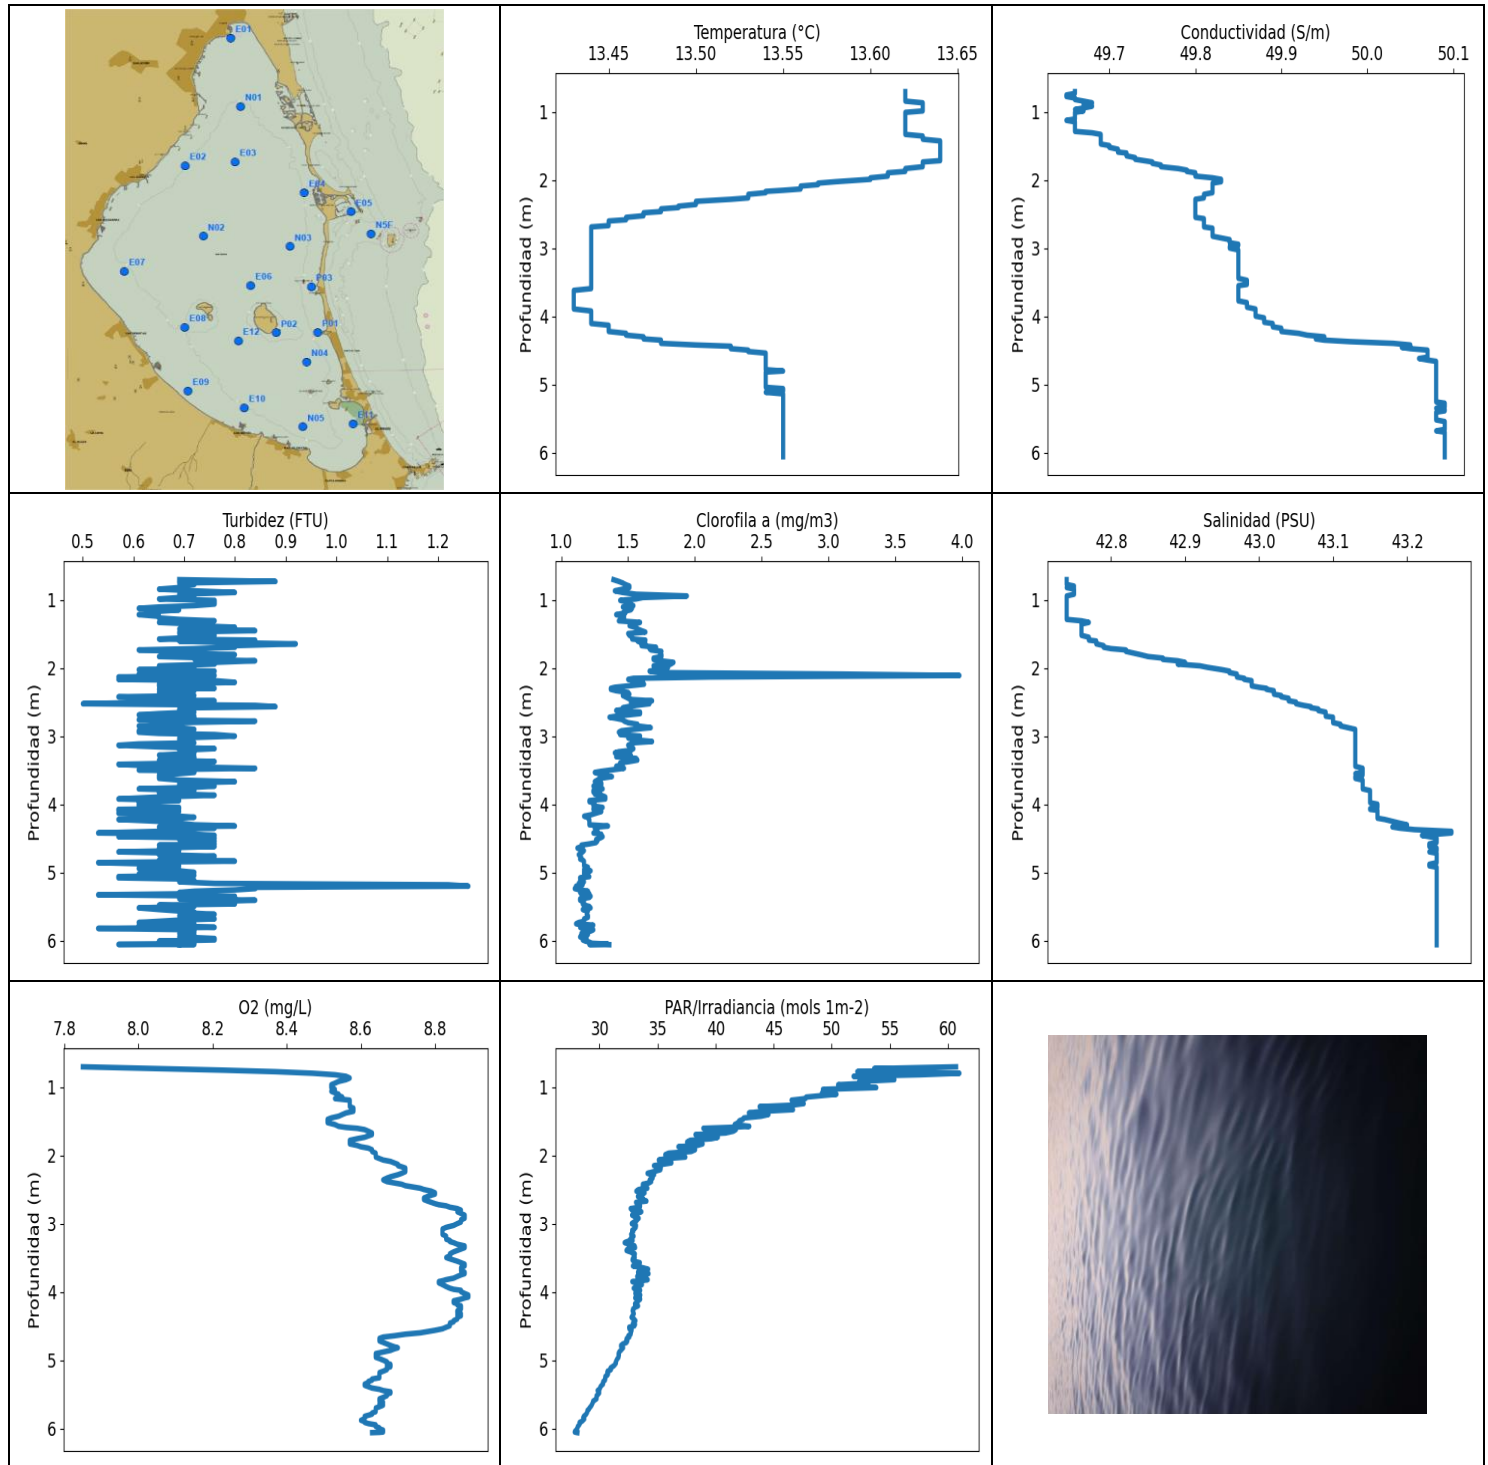 E01
N01
E02
E03
E04
E05
N5F
N02
N03
E07
E06
P03
E08
P02
P01
E12
N04
E09
E10
N05
E11
Temperatura (°C)
13.45 13.50 13.55 13.60 13.65
Profundidad (m)
1
2
3
4
5
6
Conductividad (S/m)
49.7 49.8 49.9 50.0 50.1
Profundidad (m)
1
2
3
4
5
6
Turbidez (FTU)
0.5 0.6 0.7 0.8 0.9 1.0 1.1 1.2
Profundidad (m)
1
2
3
4
5
6
Clorofila a (mg/m3)
1.0 1.5 2.0 2.5 3.0 3.5 4.0
Profundidad (m)
1
2
3
4
5
6
Salinidad (PSU)
42.8 42.9 43.0 43.1 43.2
Profundidad (m)
1
2
3
4
5
6
O2 (mg/L)
7.8 8.0 8.2 8.4 8.6 8.8
Profundidad (m)
1
2
3
4
5
6
PAR/Irradiancia (mols 1m-2)
30 35 40 45 50 55 60
Profundidad (m)
1
2
3
4
5
6